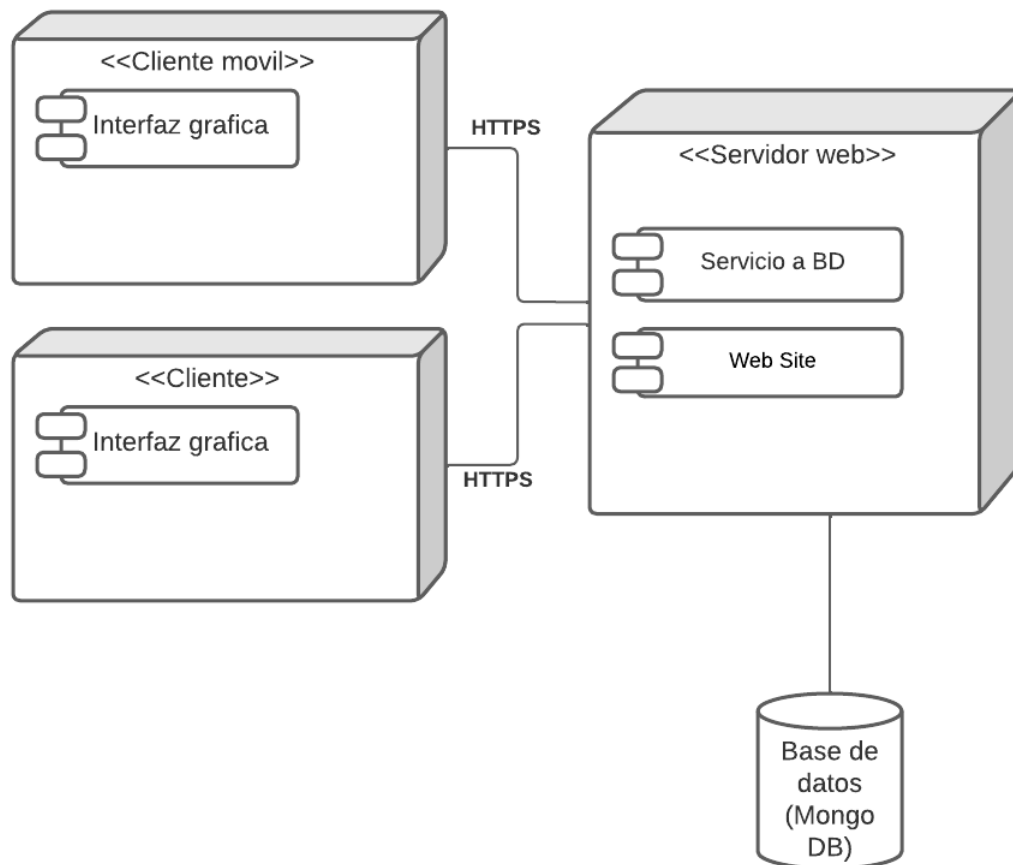 <<Cliente movil>>
Interfaz grafica
HTTPS
<<Servidor web>>
Servicio a BD
Web Site
<<Cliente>>
Interfaz grafica
HTTPS
Base de
datos
(Mongo
DB)